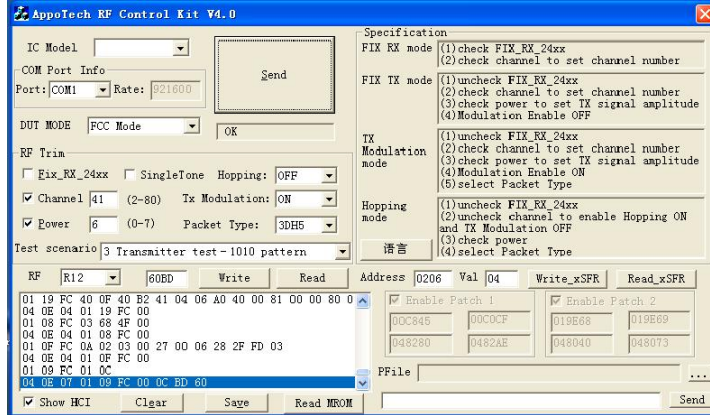 AppoTech RF Control Kit V4.0
IC Model
COM Port Info
Port: COM1 Rate: 921600
Send
DUT MODE FCC Mode
OK
RF Trim
Fix_RX_24xx SingleTone Hopping: OFF
Channel 41 (2-80) Tx Modulation: ON
Power 6 (0-7) Packet Type: 3DH5
Test scenario 3 Transmitter test-1010 pattern
Specification
FIX RX mode (1)check FIX_RX_24xx
(2)check channel to set channel number
FIX TX mode (1)uncheck FIX_RX_24xx
(2)check channel to set channel number
(3)check power to set TX signal amplitude
(4)Modulation Enable OFF
TX Modulation mode
(1)uncheck FIX_RX_24xx
(2)check channel to set channel number
(3)check power to set TX signal amplitude
(4)Modulation Enable ON
(5)select Packet Type
Hopping mode
(1)uncheck FIX_RX_24xx
(2)uncheck channel to enable Hopping ON
and TX Modulation OFF
(3)check power
(4)select Packet Type
语言
RF R12 60BD Write Read
Address 0206 Val 04 Write_xSFR Read_xSFR
01 19 FC 40 0F 40 B2 41 04 06 A0 40 00 81 00 00 80 0
04 0E 04 01 19 FC 00
01 08 FC 03 68 4F 00
04 0E 04 01 08 FC 00
01 0F FC 0A 02 03 00 27 00 06 28 2F FD 03
04 0E 04 01 0F FC 00
01 09 FC 01 0C
04 0E 07 01 09 FC 00 0C BD 60
Enable Patch 1 Enable Patch 2
00C845 00C0CF 019E68 019E69
048280 0482AE 048040 048073
PFile ...
Show HCI Clear Save Read MROM Send